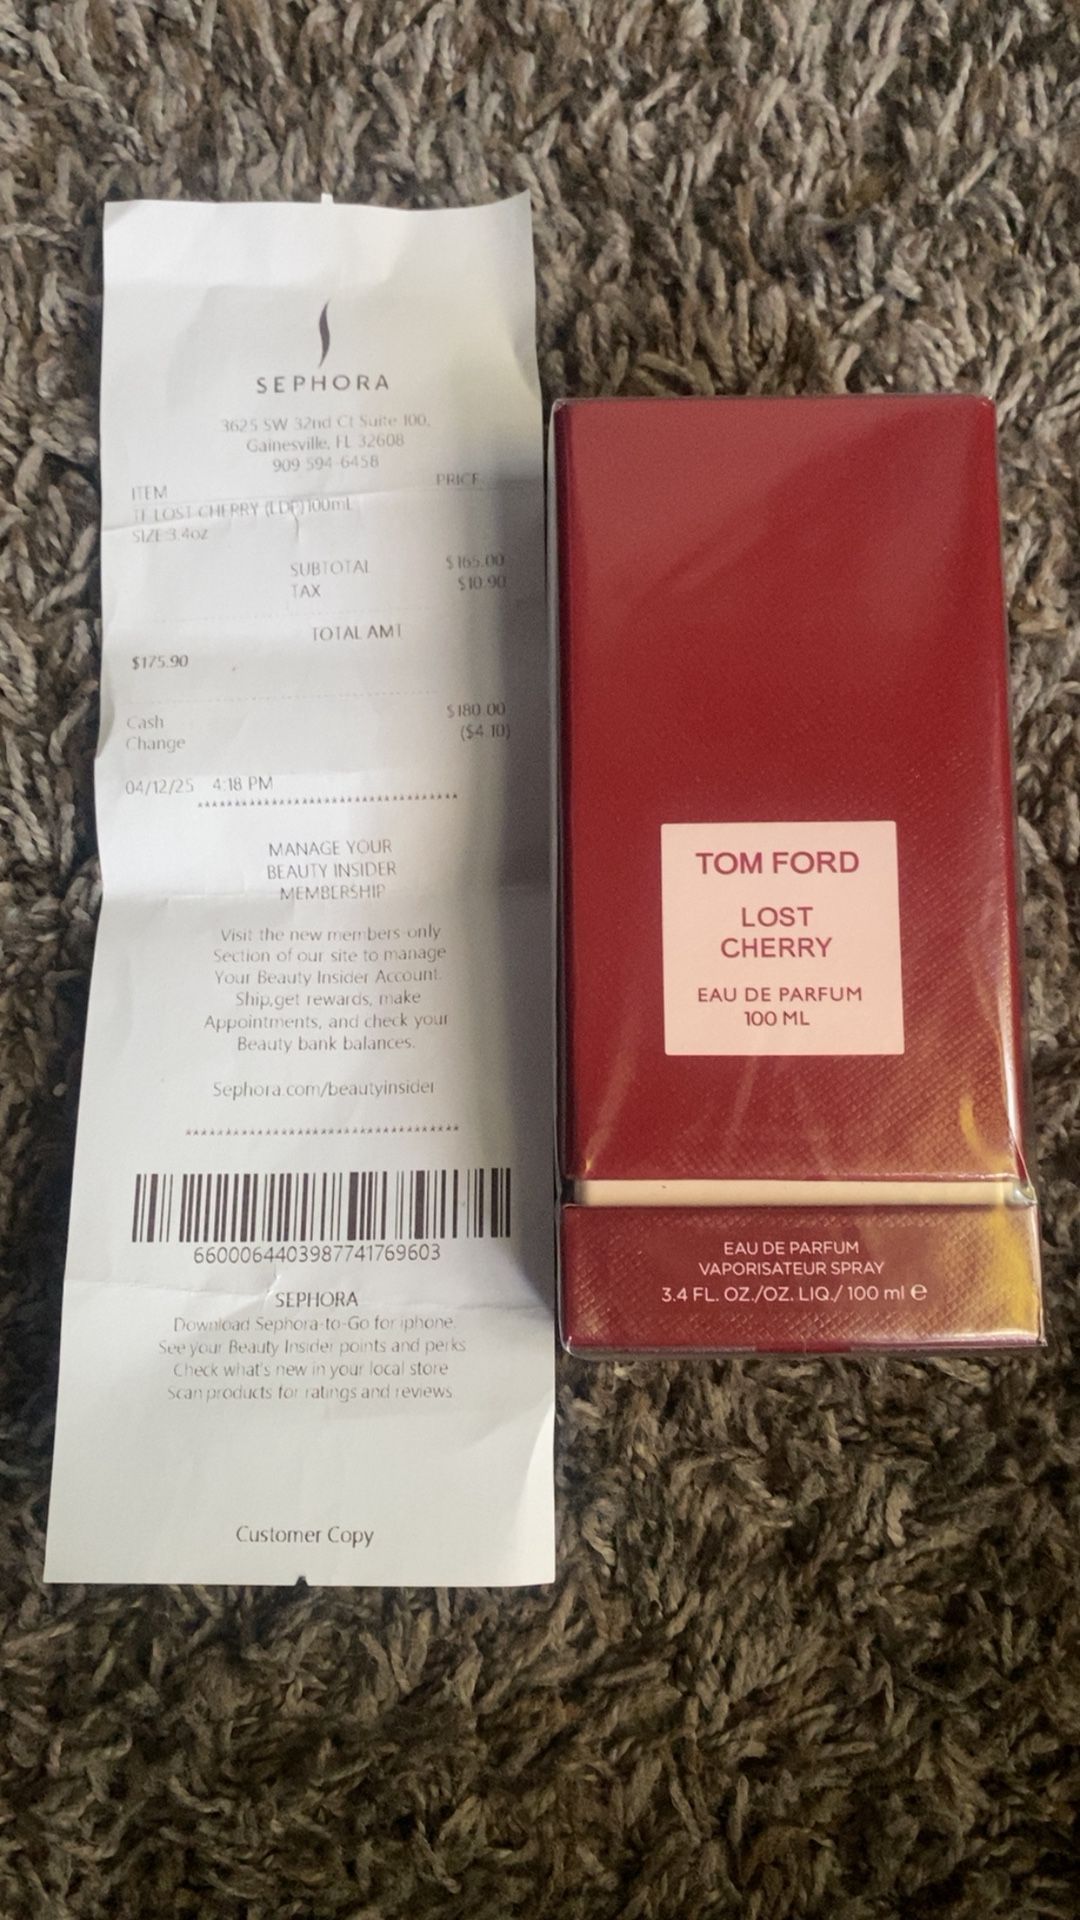 SEPHORA
3625 SW 32nd Ct Suite 100,
Gainesville, FL 32608
909 594-6458
ITEM PRICE
TF LOST CHERRY (EDP)100mL
SIZE 3.4oz
SUBTOTAL $165.00
TAX $10.90
TOTAL AMT
$175.90
Cash $180.00
Change ($4.10)
04/12/25 4:18 PM
**********************************
MANAGE YOUR
BEAUTY INSIDER
MEMBERSHIP
Visit the new members-only
Section of our site to manage
Your Beauty Insider Account.
Ship,get rewards, make
Appointments, and check your
Beauty bank balances.
Sephora.com/beautyinsider
**********************************
6600064403987741769603
SEPHORA
Download Sephora-to-Go for iphone.
See your Beauty Insider points and perks
Check what's new in your local store
Scan products for ratings and reviews
Customer Copy
TOM FORD
LOST
CHERRY
EAU DE PARFUM
100 ML
EAU DE PARFUM
VAPORISATEUR SPRAY
3.4 FL. OZ./OZ. LIQ./ 100 ml e